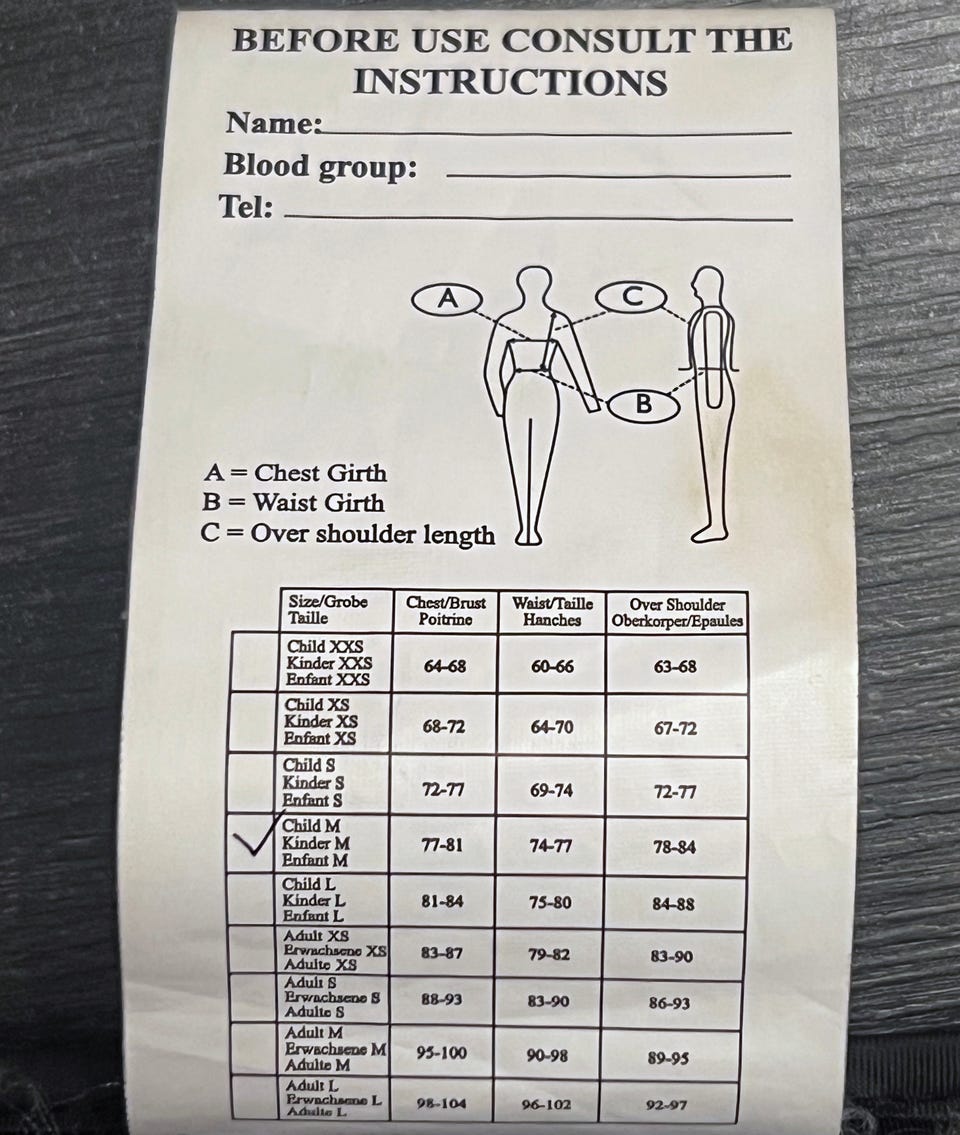 BEFORE USE CONSULT THE
INSTRUCTIONS
Name:
Blood group:
Tel:
A
C
B
A = Chest Girth
B = Waist Girth
C = Over shoulder length
Size/Grobe Chest/Brust Waist/Taille Over Shoulder
Taille Poitrine Hanches Oberkorper/Epaules
Child XXS
Kinder XXS 64-68 60-66 63-68
Enfant XXS
Child XS
Kinder XS 68-72 64-70 67-72
Enfant XS
Child S
Kinder S 72-77 69-74 72-77
Enfant S
Child M
Kinder M 77-81 74-77 78-84
Enfant M
Child L
Kinder L 81-84 75-80 84-88
Enfant L
Adult XS
Erwachsene XS 83-87 79-82 83-90
Adulte XS
Adult S
Erwachsene S 88-93 83-90 86-93
Adulte S
Adult M
Erwachsene M 95-100 90-98 89-95
Adulte M
Adult L
Erwachsene L 98-104 96-102 92-97
Adulte L